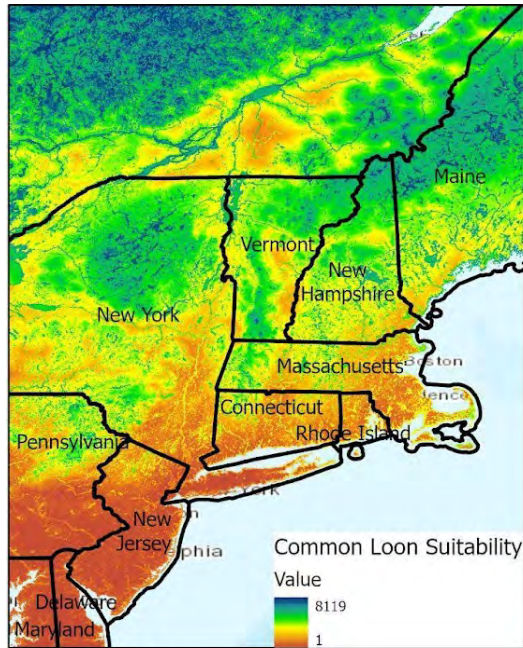 Maine
Vermont
New
Hampshire
New York
Massachusetts
Boston
Connecticut
Rhode Island
Pennsylvania
New
Jersey
Delaware
Maryland
Common Loon Suitability
Value
8119
1